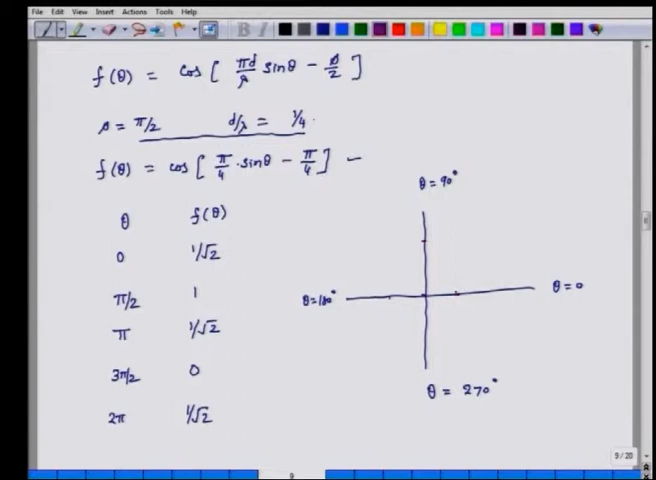 File Edit View Insert Actions Tools Help
f(θ) = cos [ πd/λ sinθ - ϕ/2 ]
ϕ = π/2 d/λ = 1/4.
f(θ) = cos [ π/4 . sinθ - π/4 ] -
θ f(θ)
0 1/√2
π/2 1
π 1/√2
3π/2 0
2π 1/√2
θ = 90°
θ = 180°
θ = 0
θ = 270°
9/20
9